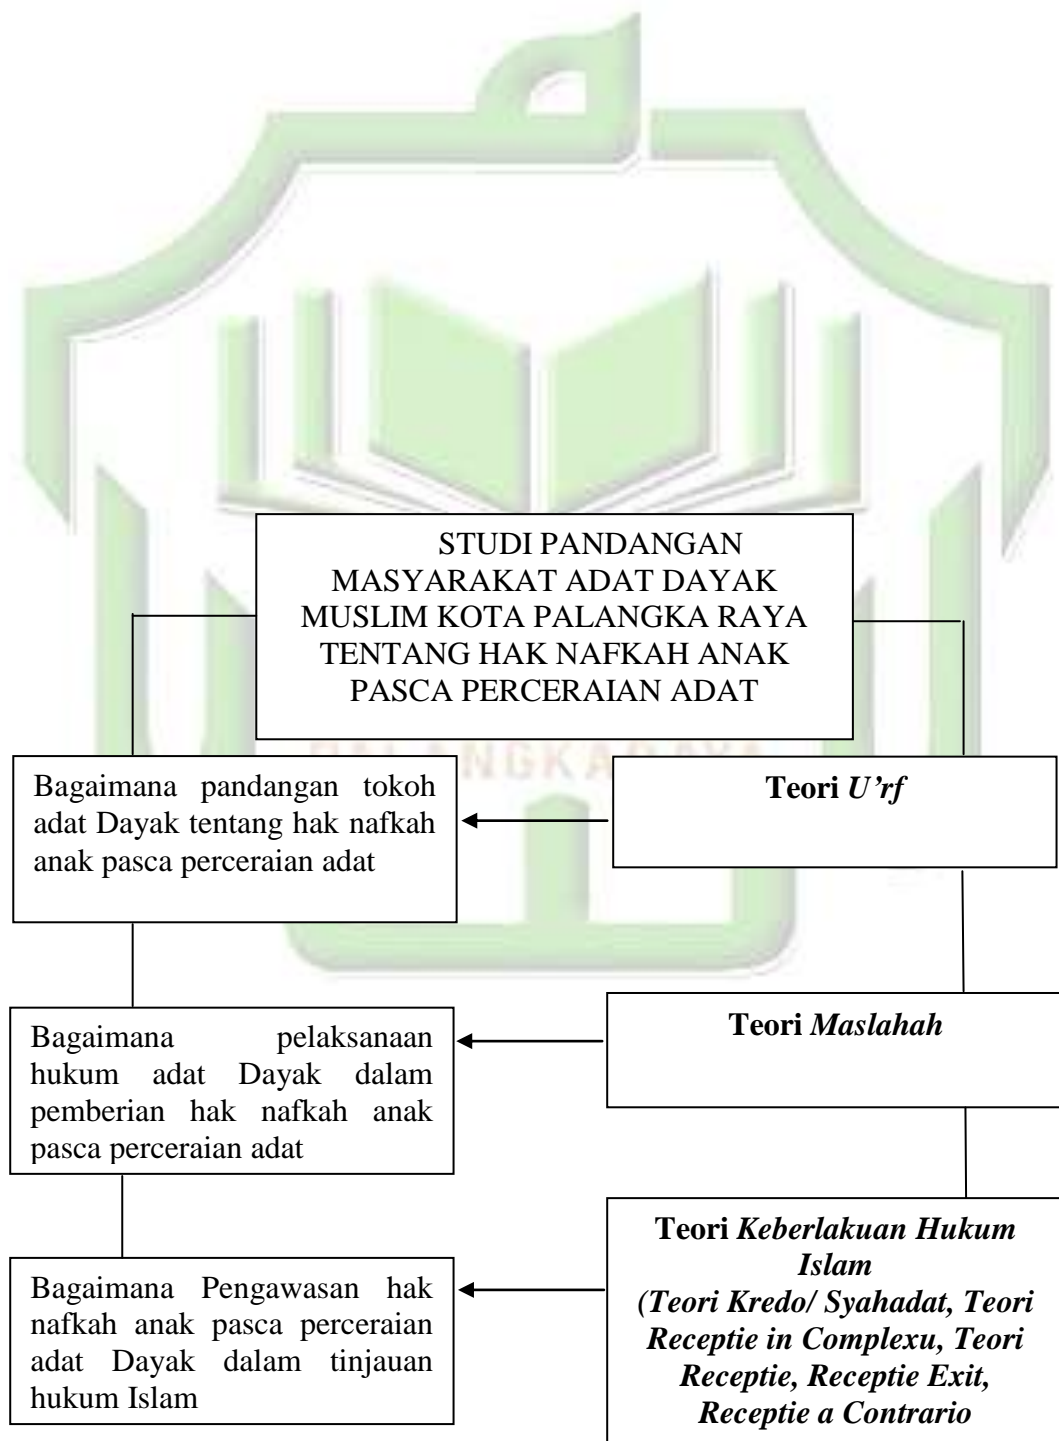 STUDI PANDANGAN
MASYARAKAT ADAT DAYAK
MUSLIM KOTA PALANGKA RAYA
TENTANG HAK NAFKAH ANAK
PASCA PERCERAIAN ADAT
Bagaimana pandangan tokoh
adat Dayak tentang hak nafkah
anak pasca perceraian adat
Teori U’rf
Bagaimana pelaksanaan
hukum adat Dayak dalam
pemberian hak nafkah anak
pasca perceraian adat
Teori Maslahah
Bagaimana Pengawasan hak
nafkah anak pasca perceraian
adat Dayak dalam tinjauan
hukum Islam
Teori Keberlakuan Hukum
Islam
(Teori Kredo/ Syahadat, Teori
Receptie in Complexu, Teori
Receptie, Receptie Exit,
Receptie a Contrario